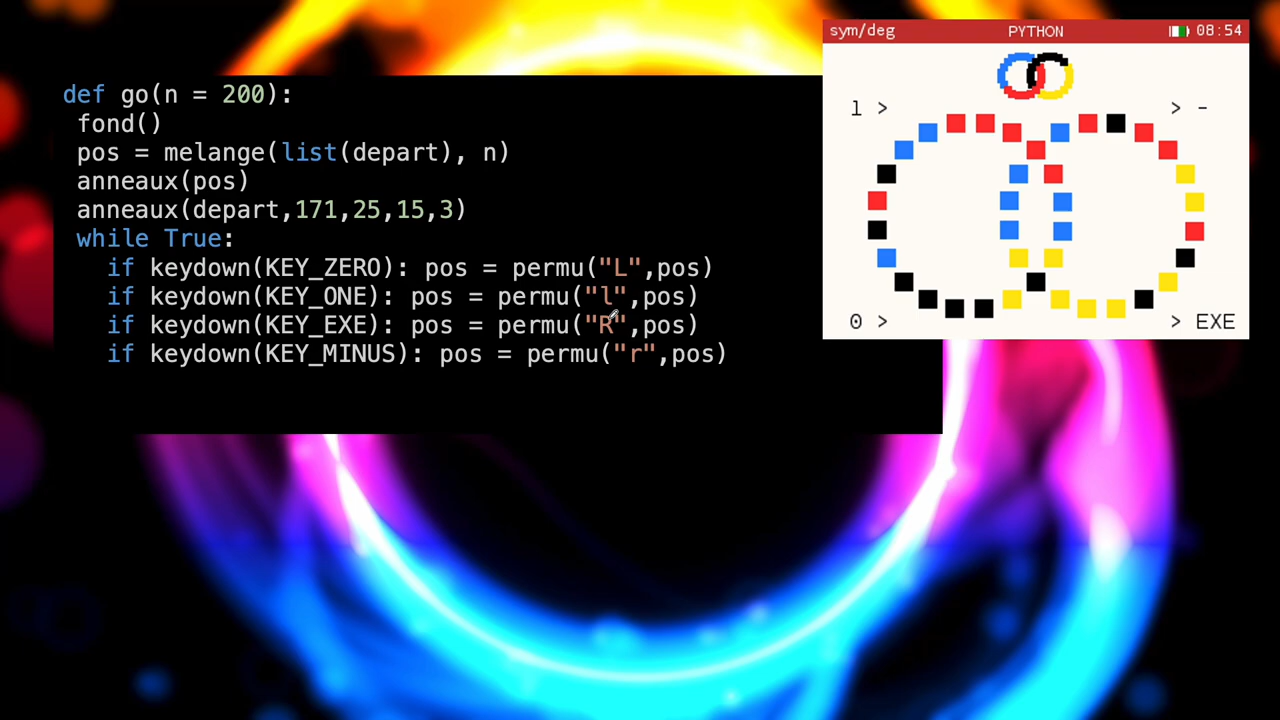 def go(n = 200):
 fond()
 pos = melange(list(depart), n)
 anneaux(pos)
 anneaux(depart,171,25,15,3)
 while True:
   if keydown(KEY_ZERO): pos = permu("L",pos)
   if keydown(KEY_ONE): pos = permu("l",pos)
   if keydown(KEY_EXE): pos = permu("R",pos)
   if keydown(KEY_MINUS): pos = permu("r",pos)
sym/deg PYTHON 08:54
1 > > -
0 > > EXE